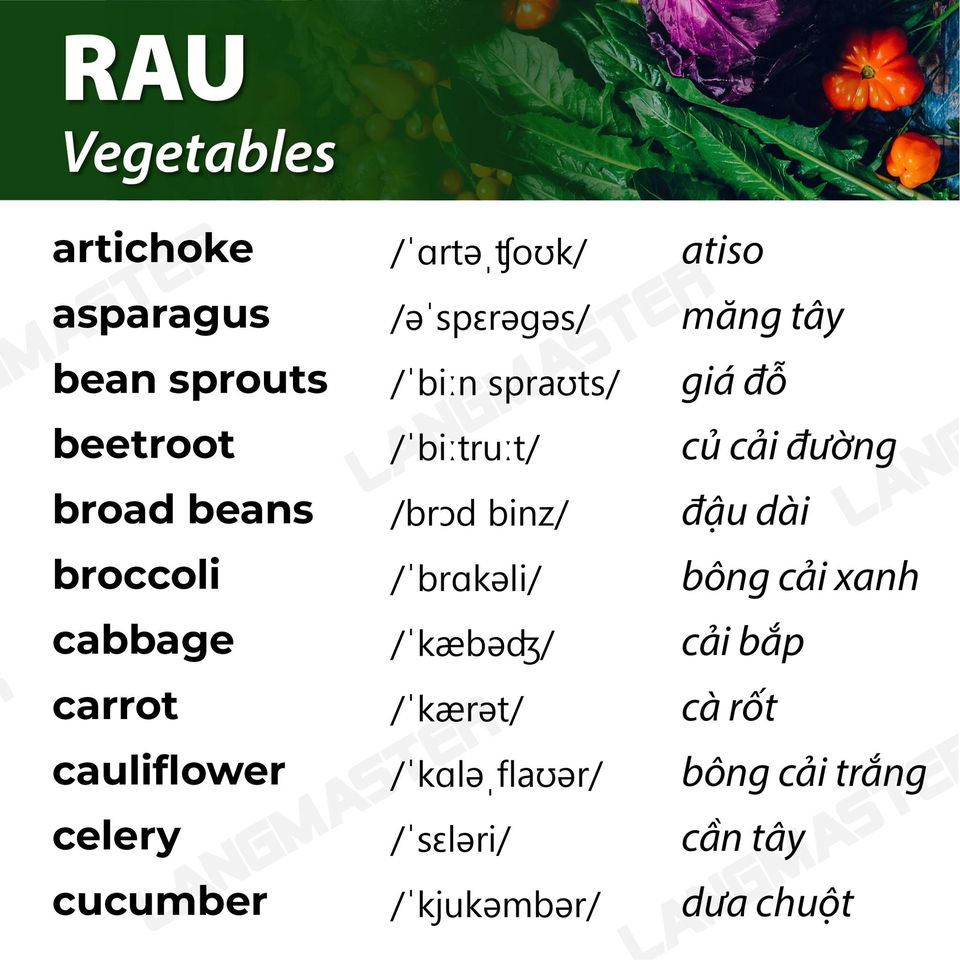 RAU
Vegetables
artichoke /ˈɑrtəˌʧoʊk/ atiso
asparagus /əˈspɛrəgəs/ măng tây
bean sprouts /ˈbiːn spraʊts/ giá đỗ
beetroot /ˈbiːtruːt/ củ cải đường
broad beans /brɔd binz/ đậu dài
broccoli /ˈbrɑkəli/ bông cải xanh
cabbage /ˈkæbəʤ/ cải bắp
carrot /ˈkærət/ cà rốt
cauliflower /ˈkɑləˌflaʊər/ bông cải trắng
celery /ˈsɛləri/ cần tây
cucumber /ˈkjukəmbər/ dưa chuột
LANGMASTER
LANGMASTER
LANGMASTER
LANGMASTER